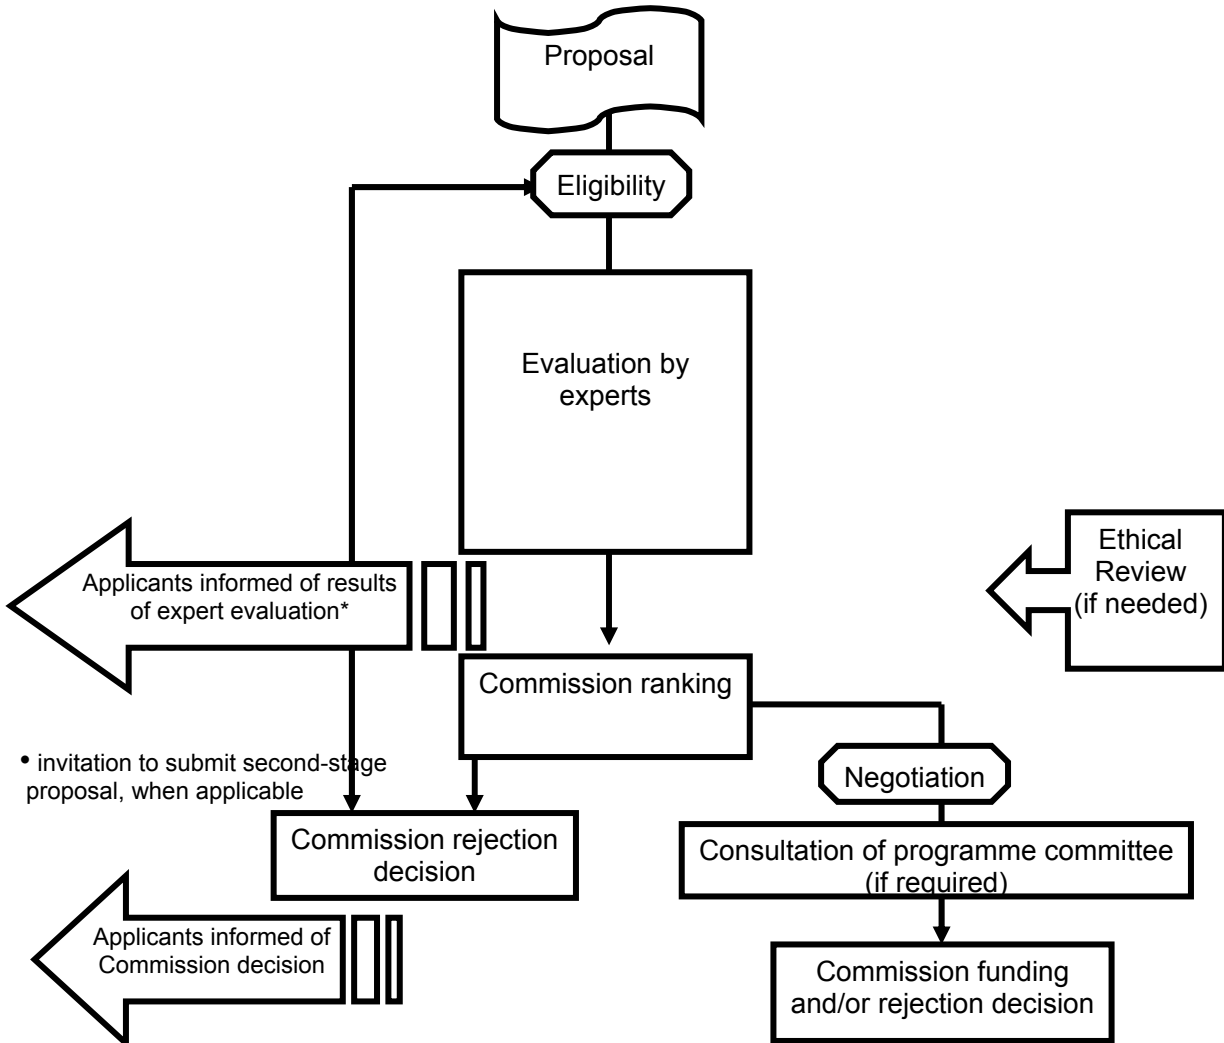 Proposal
Eligibility
Evaluation by
experts
Ethical
Review
(if needed)
Applicants informed of results
of expert evaluation*
Commission ranking
• invitation to submit second-stage
proposal, when applicable
Negotiation
Commission rejection
decision
Consultation of programme committee
(if required)
Applicants informed of
Commission decision
Commission funding
and/or rejection decision